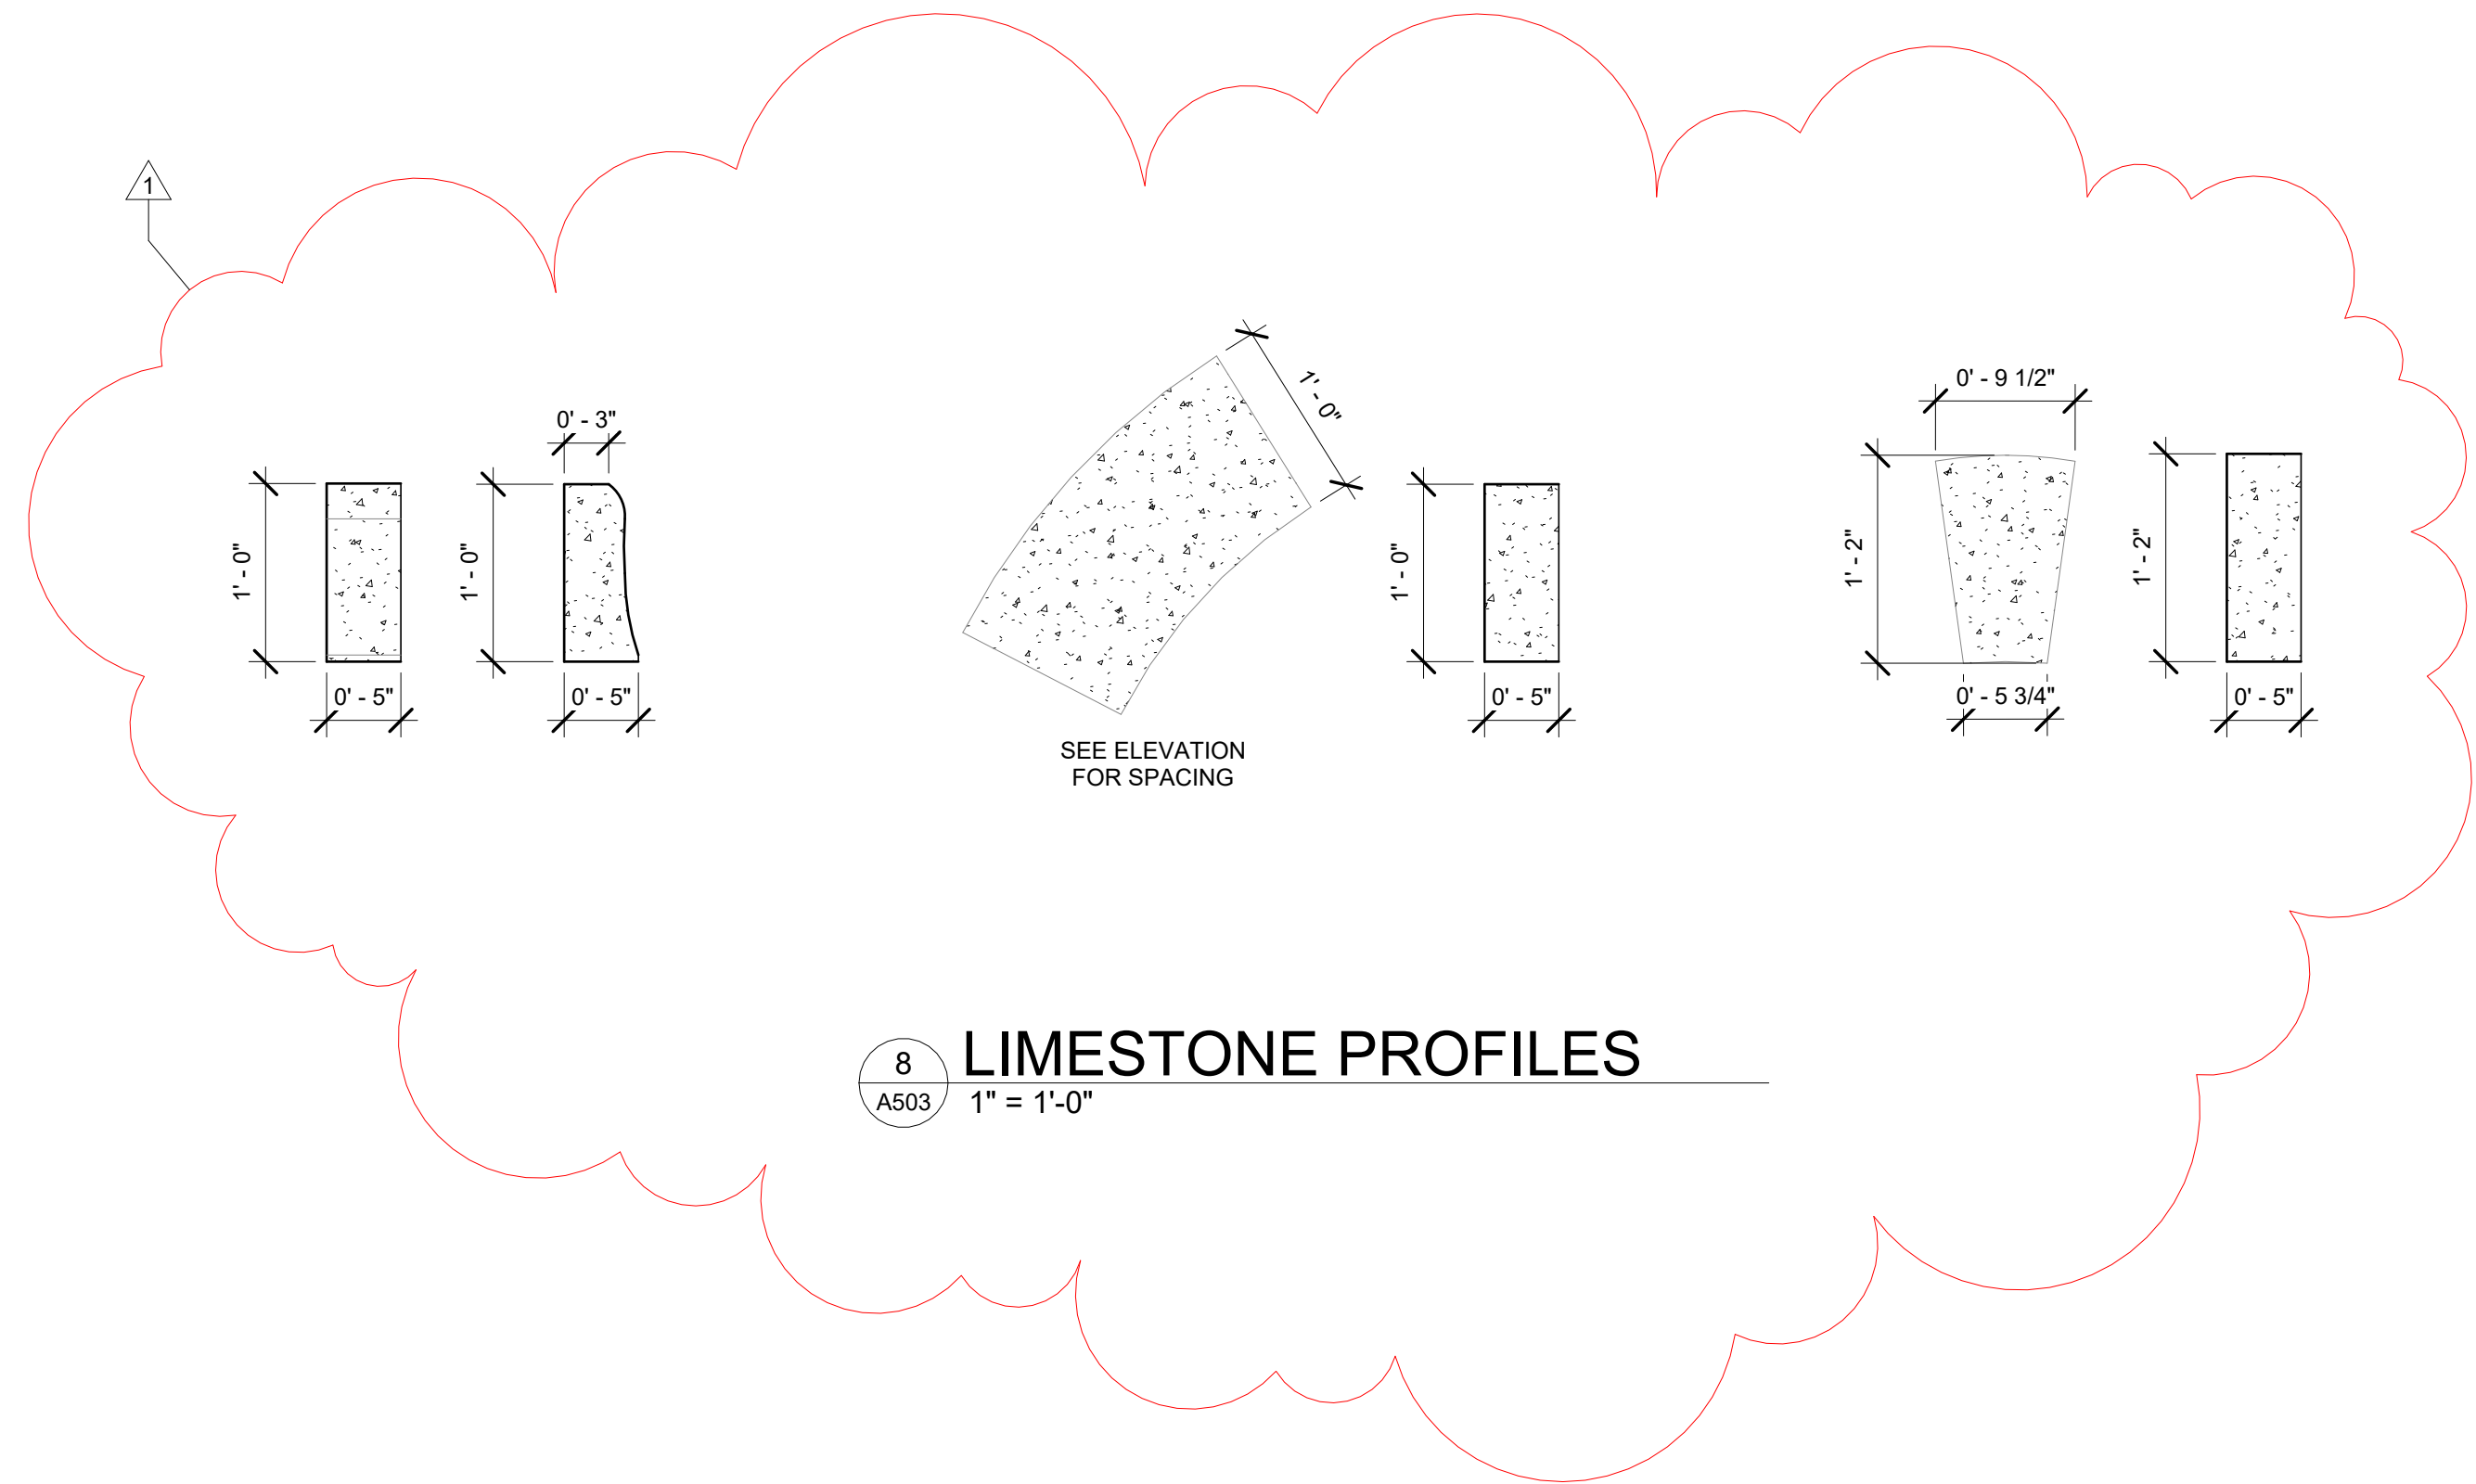 1
0' - 3"
1' - 0"
0' - 5"
1' - 0"
0' - 5"
1' - 0"
SEE ELEVATION
FOR SPACING
1' - 0"
0' - 5"
0' - 9 1/2"
1' - 2"
0' - 5 3/4"
1' - 2"
0' - 5"
8
A503
LIMESTONE PROFILES
1" = 1'-0"